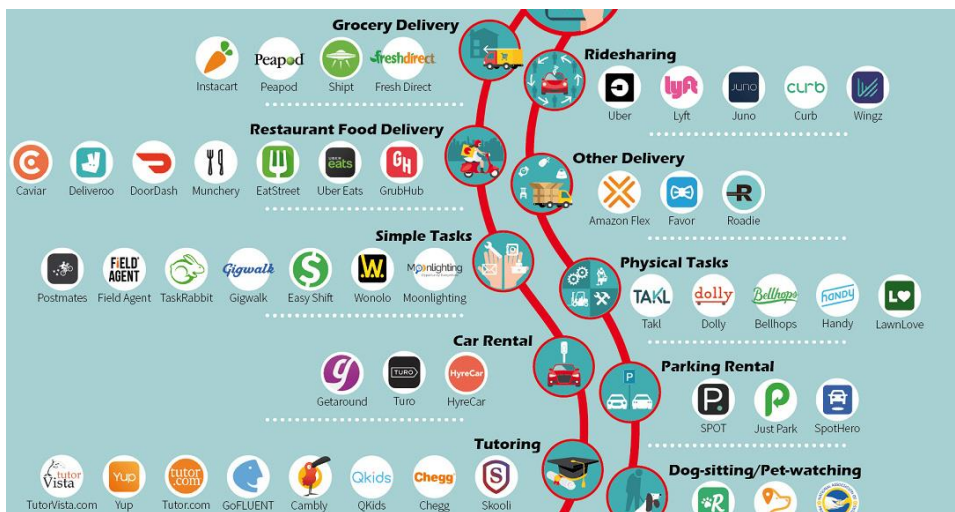 Grocery Delivery
Peapod
freshdirect
Instacart Peapod Shipt Fresh Direct
Ridesharing
lyft JUNO curb
Uber Lyft Juno Curb Wingz
Restaurant Food Delivery
UBER eats GH
Caviar Deliveroo DoorDash Munchery EatStreet Uber Eats GrubHub
Other Delivery
R
Amazon Flex Favor Roadie
Simple Tasks
FiELD AGENT Gigwalk S W. Moonlighting
Postmates Field Agent TaskRabbit Gigwalk Easy Shift Wonolo Moonlighting
Physical Tasks
TAKL dolly Bellhops HANDY L
Takl Dolly Bellhops Handy LawnLove
Car Rental
g TURO HyreCar
Getaround Turo HyreCar
P
Parking Rental
P. P
SPOT Just Park SpotHero
Tutoring
tutor Vista Yup tutor.com Qkids Chegg S
TutorVista.com Yup Tutor.com GoFLUENT Cambly QKids Chegg Skooli
Dog-sitting/Pet-watching
R